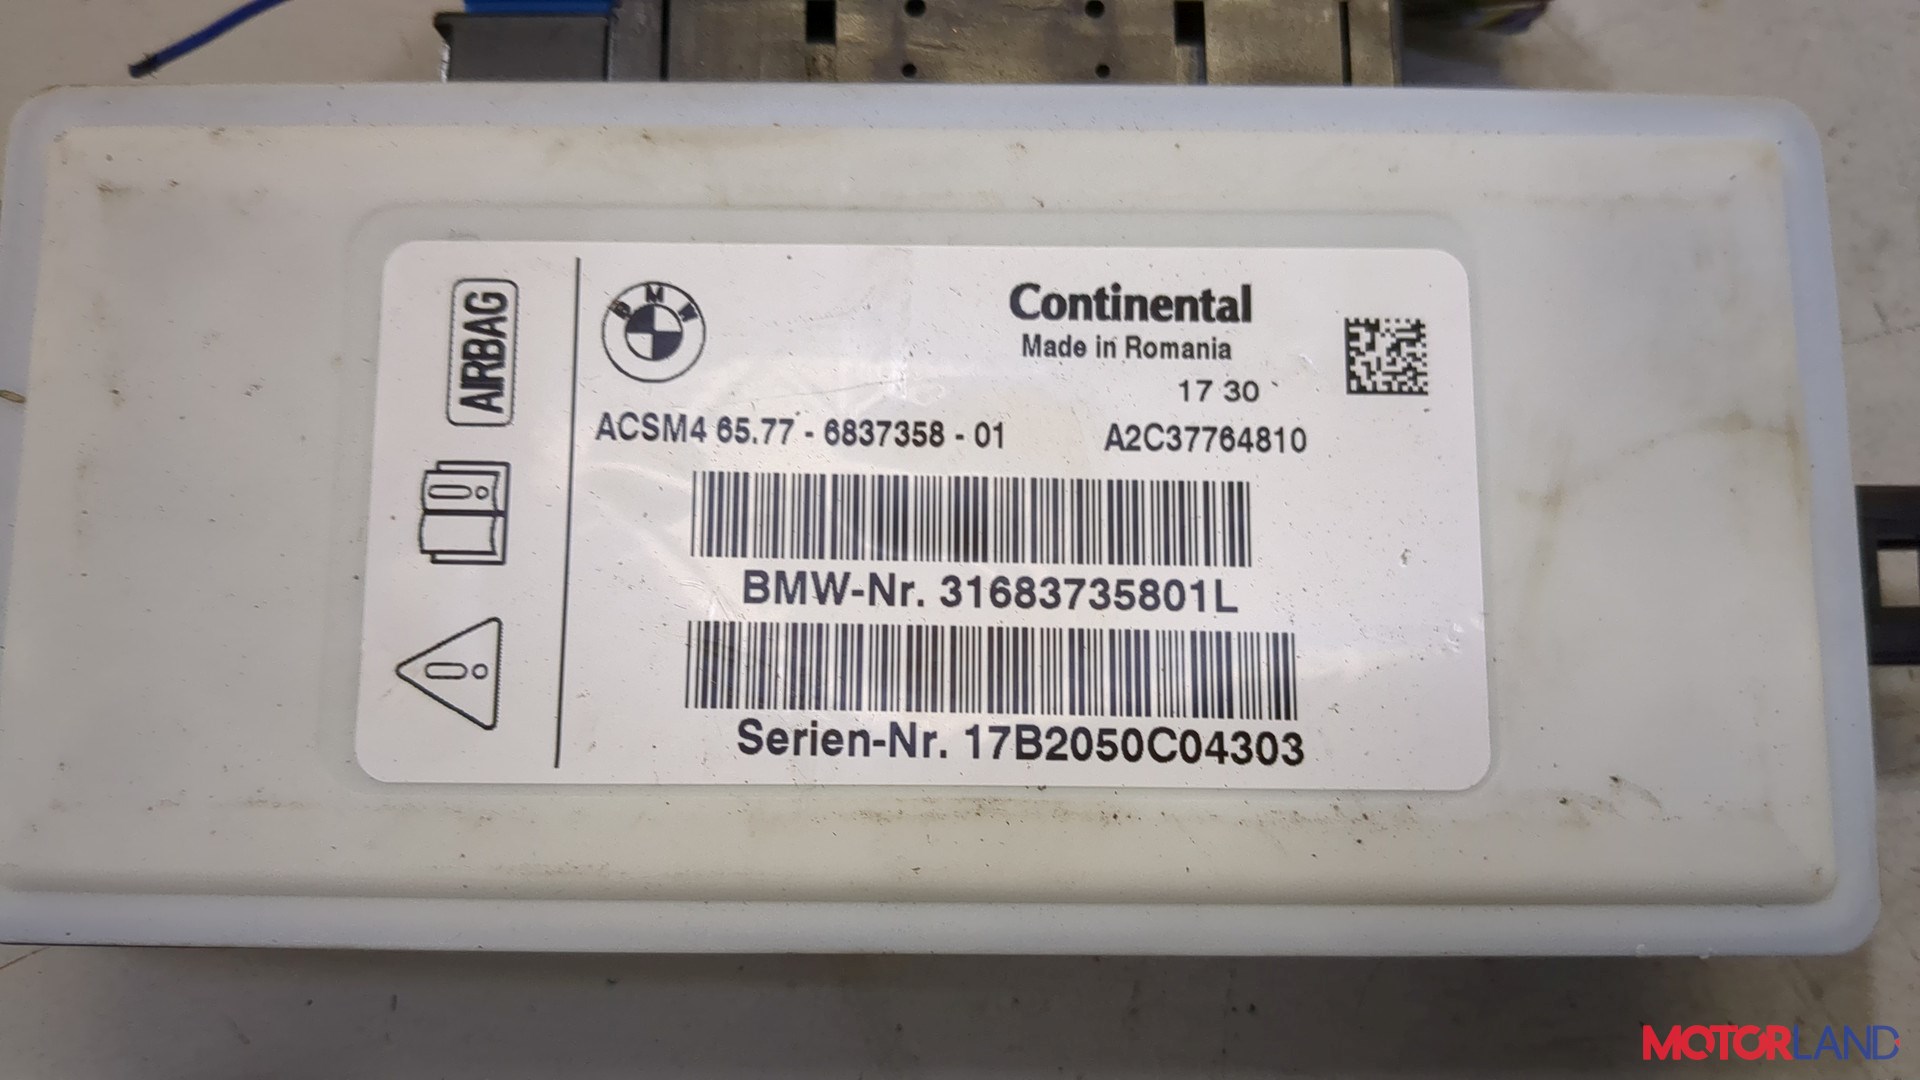 AIRBAG
BMW
Continental
Made in Romania
17 30
ACSM4 65.77 - 6837358 - 01 A2C37764810
BMW-Nr. 31683735801L
Serien-Nr. 17B2050C04303
MOTORLAND